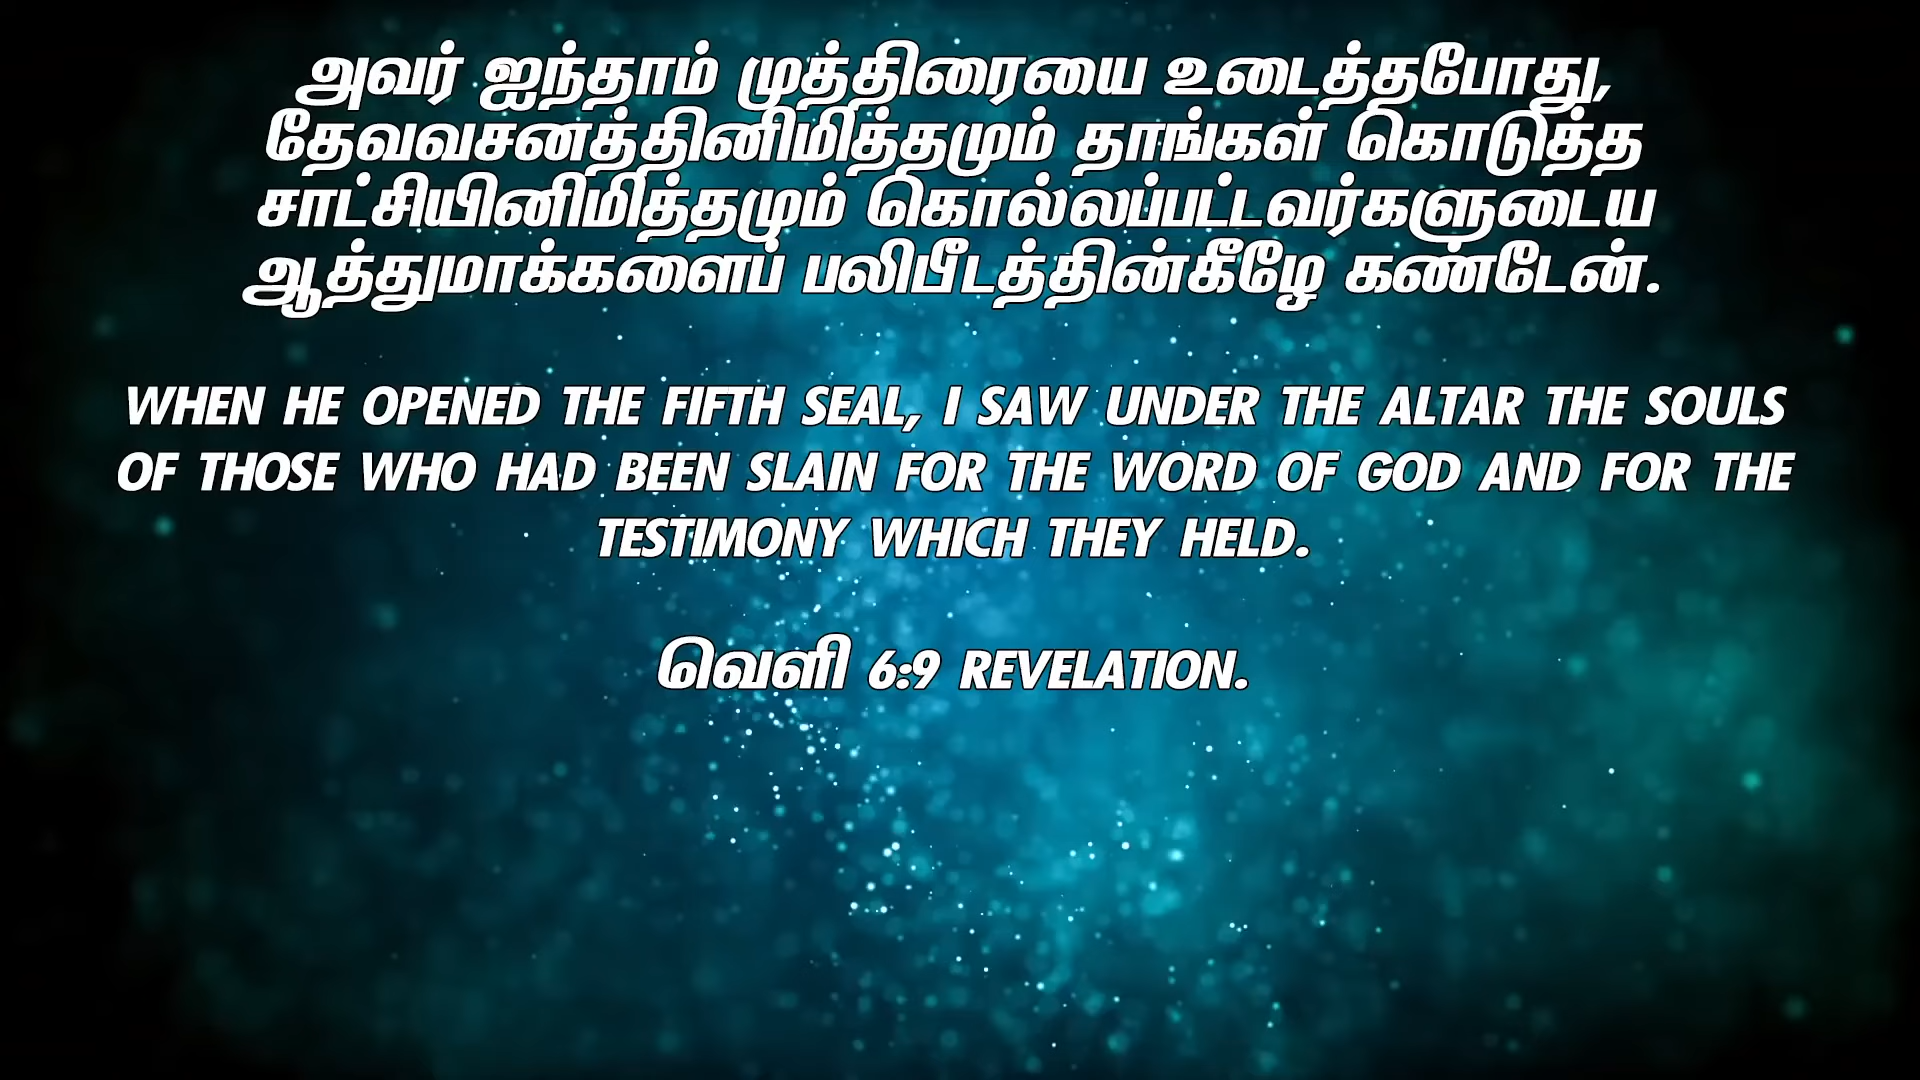 அவர் ஐந்தாம் முத்திரையை உடைத்தபோது,
தேவவசனத்தினிமித்தமும் தாங்கள் கொடுத்த
சாட்சியினிமித்தமும் கொல்லப்பட்டவர்களுடைய
ஆத்துமாக்களைப் பலிபீடத்தின்கீழே கண்டேன்.
WHEN HE OPENED THE FIFTH SEAL, I SAW UNDER THE ALTAR THE SOULS
OF THOSE WHO HAD BEEN SLAIN FOR THE WORD OF GOD AND FOR THE
TESTIMONY WHICH THEY HELD.
வெளி 6:9 REVELATION.